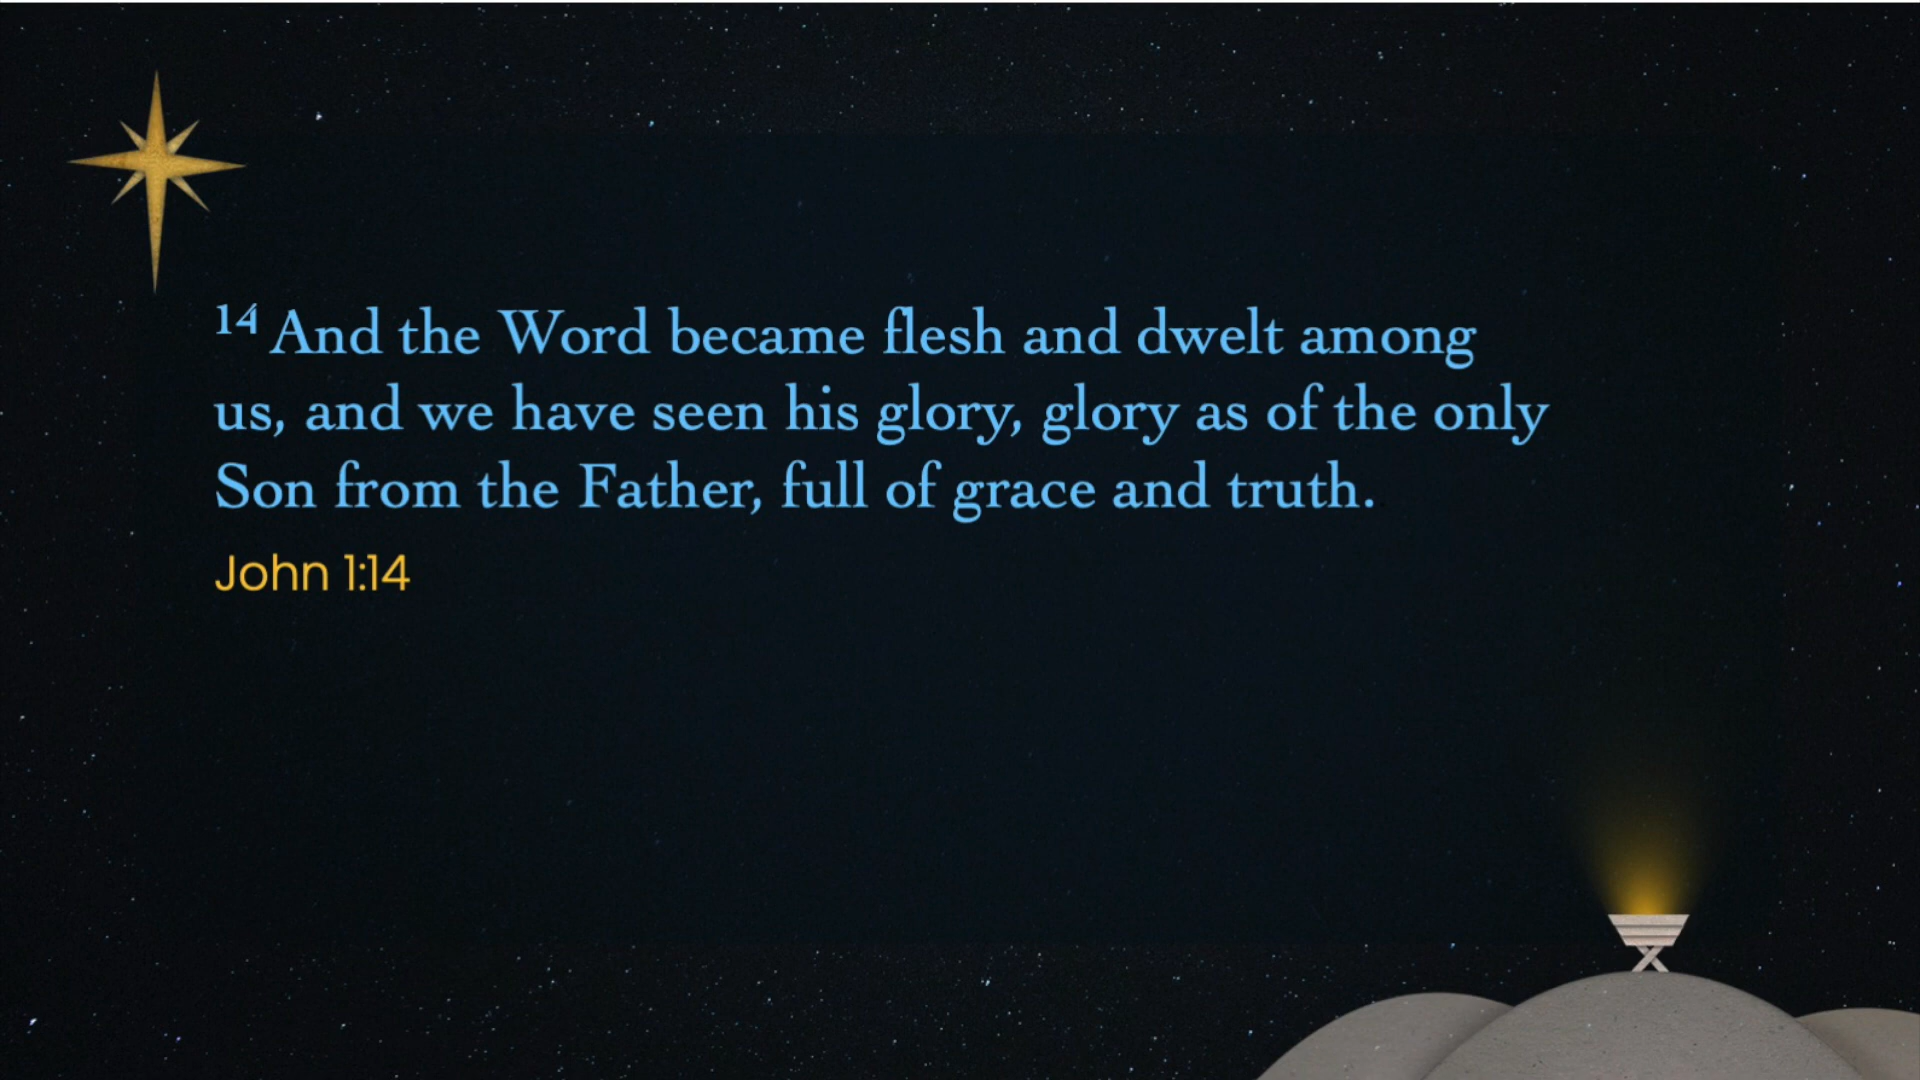 14 And the Word became flesh and dwelt among
us, and we have seen his glory, glory as of the only
Son from the Father, full of grace and truth.
John 1:14